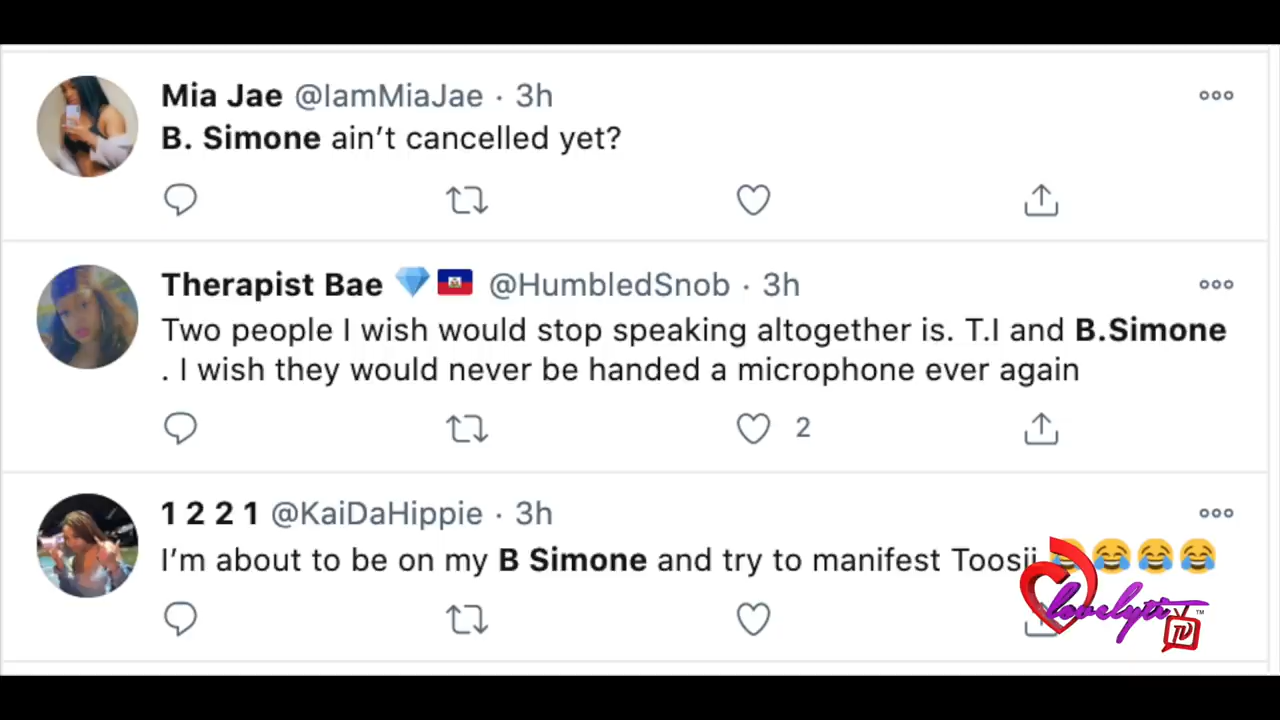 Mia Jae @IamMiaJae · 3h
B. Simone ain’t cancelled yet?
Therapist Bae 💎🇭🇹 @HumbledSnob · 3h
Two people I wish would stop speaking altogether is. T.I and B.Simone
. I wish they would never be handed a microphone ever again
2
1 2 2 1 @KaiDaHippie · 3h
I’m about to be on my B Simone and try to manifest Toosii 😂😂😂😂
lovelyti
TV™